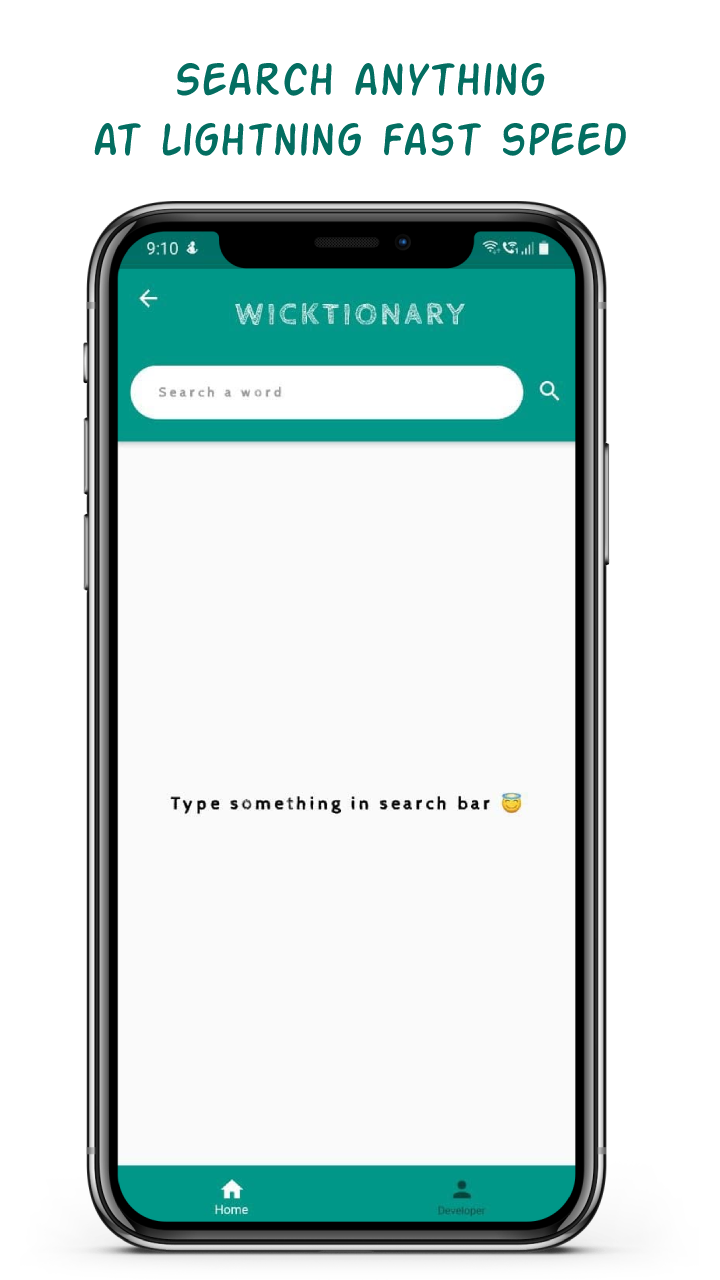 SEARCH ANYTHING
AT LIGHTNING FAST SPEED
9:10
WICKTIONARY
Search a word
Type something in search bar 😇
Home
Developer